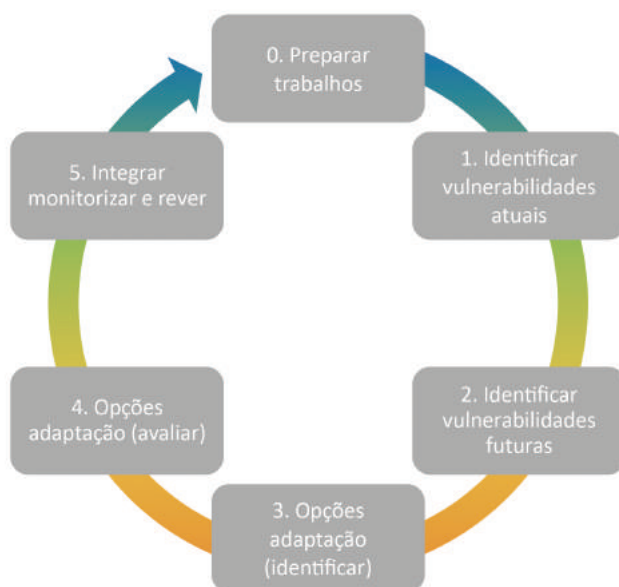 0. Preparar
trabalhos
1. Identificar
vulnerabilidades
atuais
2. Identificar
vulnerabilidades
futuras
3. Opções
adaptação
(identificar)
4. Opções
adaptação (avaliar)
5. Integrar
monitorizar e rever